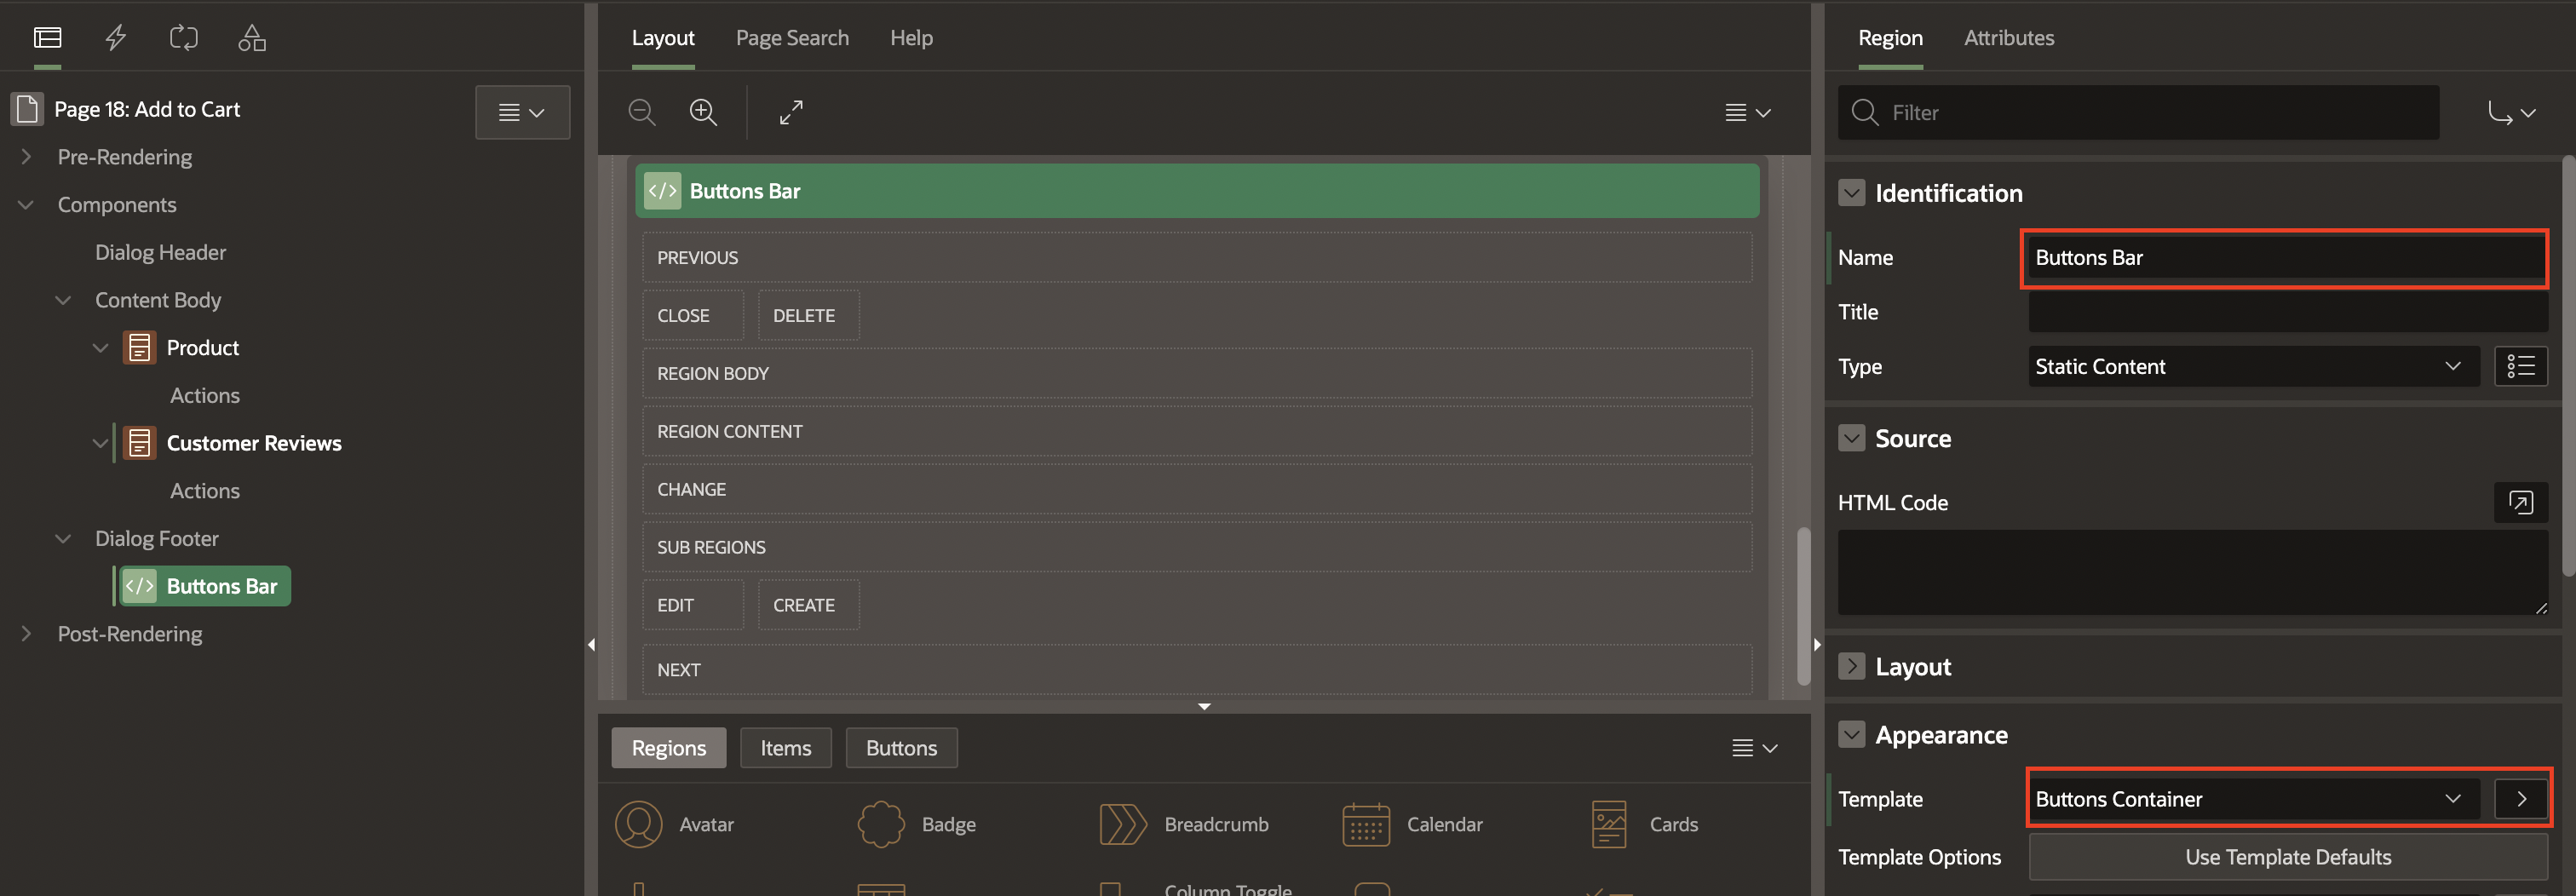 Page 18: Add to Cart
Pre-Rendering
Components
Dialog Header
Content Body
Product
Actions
Customer Reviews
Actions
Dialog Footer
Buttons Bar
Post-Rendering
Layout Page Search Help
Buttons Bar
PREVIOUS
CLOSE DELETE
REGION BODY
REGION CONTENT
CHANGE
SUB REGIONS
EDIT CREATE
NEXT
Regions Items Buttons
Avatar Badge Breadcrumb Calendar Cards
Column Toggle
Region Attributes
Filter
Identification
Name Buttons Bar
Title
Type Static Content
Source
HTML Code
Layout
Appearance
Template Buttons Container
Template Options Use Template Defaults